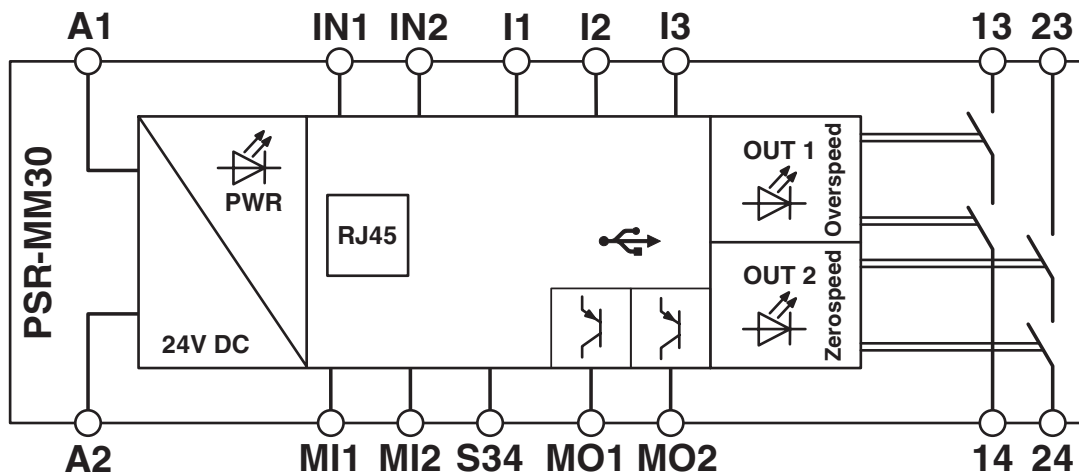 A1 IN1 IN2 I1 I2 I3 13 23
PSR-MM30
PWR
24V DC
RJ45
OUT 1
Overspeed
OUT 2
Zerospeed
A2 MI1 MI2 S34 MO1 MO2 14 24